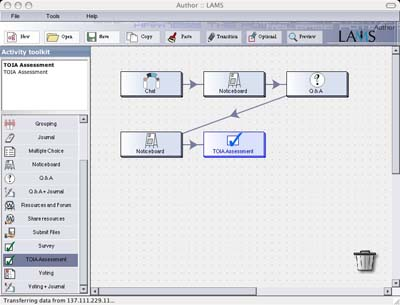 Author :: LAMS
File Tools Help
New Open Save Copy Paste Transition Optional Preview
Author
LAMS
Activity toolkit
TOIA Assessment
TOIA Assessment
Grouping
Journal
Multiple Choice
Noticeboard
Q & A
Q & A + Journal
Resources and Forum
Share resources
Submit Files
Survey
TOIA Assessment
Voting
Voting + Journal
Chat Noticeboard Q & A
Noticeboard TOIA Assessment
Transferring data from 137.111.229.11...